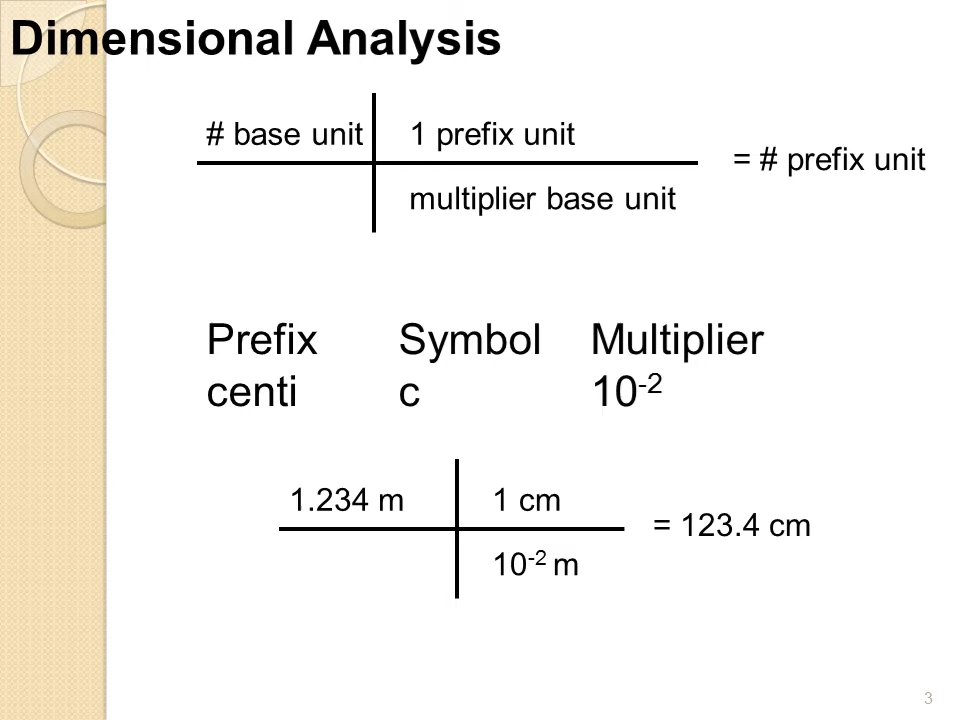 Dimensional Analysis
# base unit 1 prefix unit
= # prefix unit
multiplier base unit
Prefix Symbol Multiplier
centi c 10⁻²
1.234 m 1 cm
= 123.4 cm
10⁻² m
3